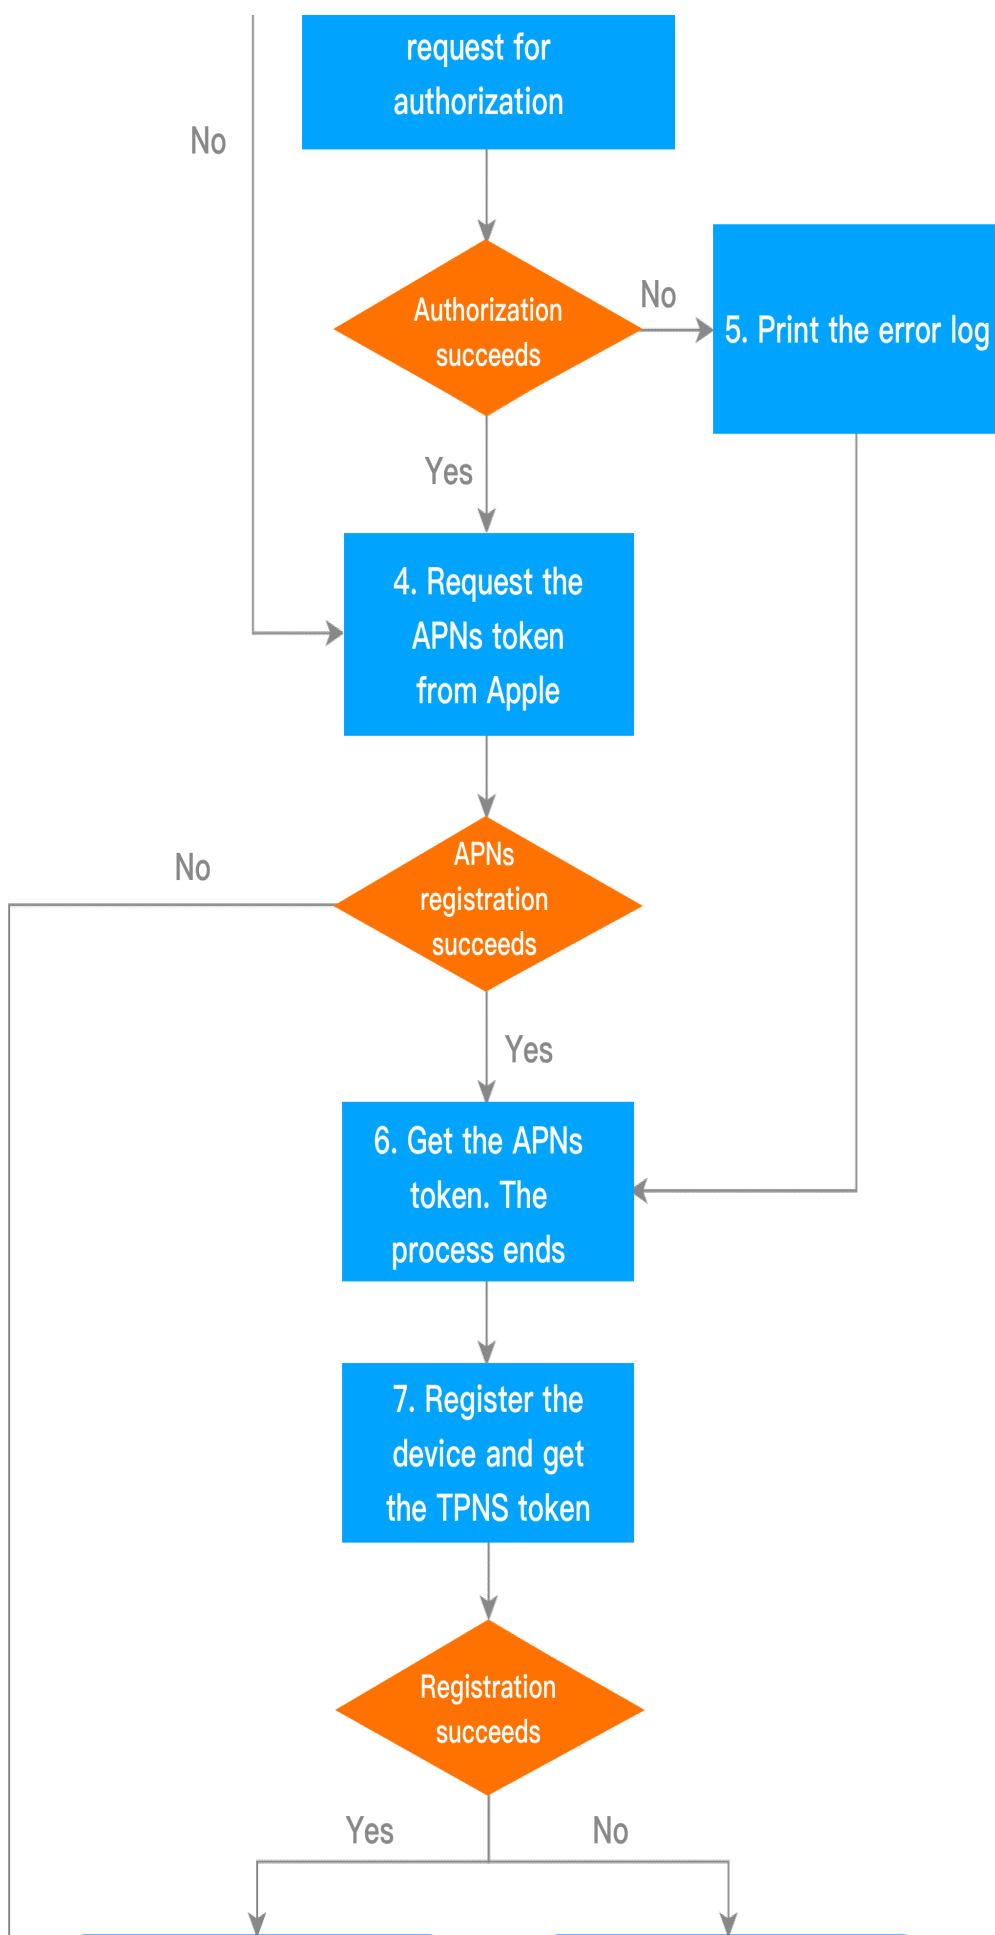 request for
authorization
No
Authorization
succeeds
No
5. Print the error log
Yes
4. Request the
APNs token
from Apple
No
APNs
registration
succeeds
Yes
6. Get the APNs
token. The
process ends
7. Register the
device and get
the TPNS token
Registration
succeeds
Yes
No